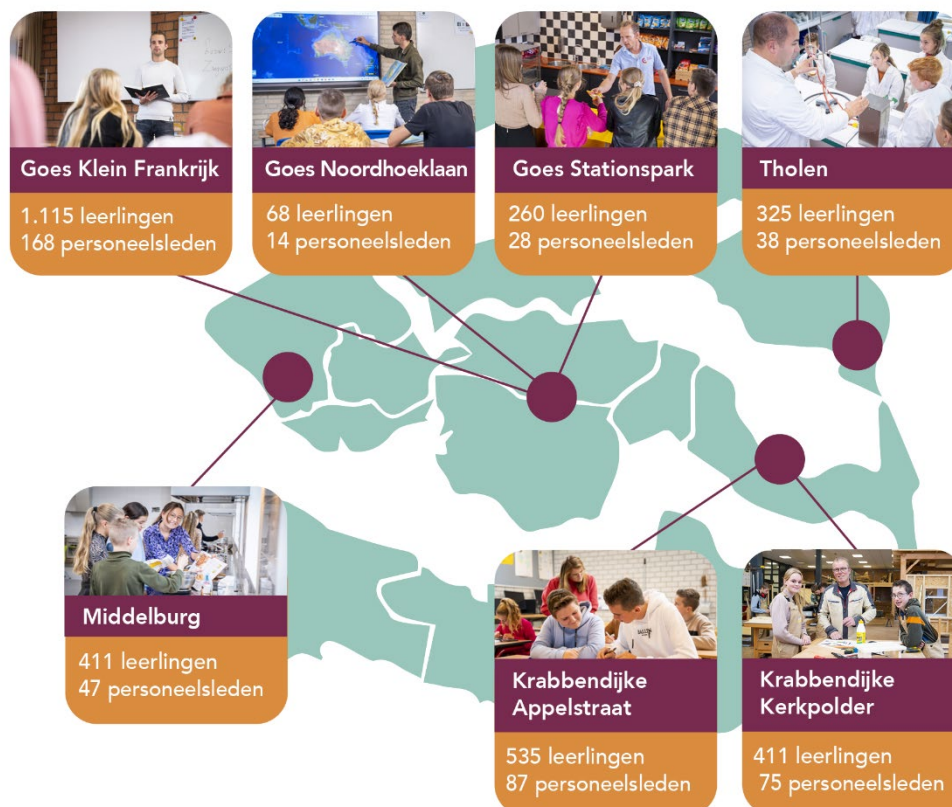 Goes Klein Frankrijk
1.115 leerlingen
168 personeelsleden
Goes Noordhoeklaan
68 leerlingen
14 personeelsleden
Goes Stationspark
260 leerlingen
28 personeelsleden
Tholen
325 leerlingen
38 personeelsleden
Middelburg
411 leerlingen
47 personeelsleden
Krabbendijke
Appelstraat
535 leerlingen
87 personeelsleden
Krabbendijke
Kerkpolder
411 leerlingen
75 personeelsleden